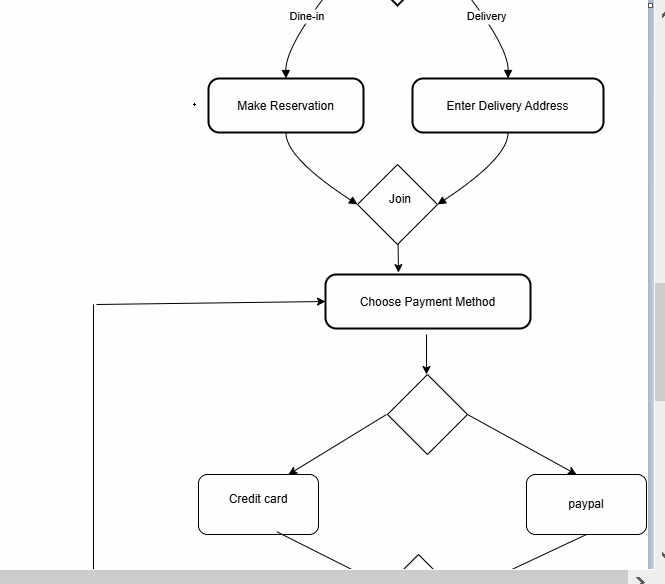 Dine-in
Delivery
Make Reservation
Enter Delivery Address
Join
Choose Payment Method
Credit card
paypal